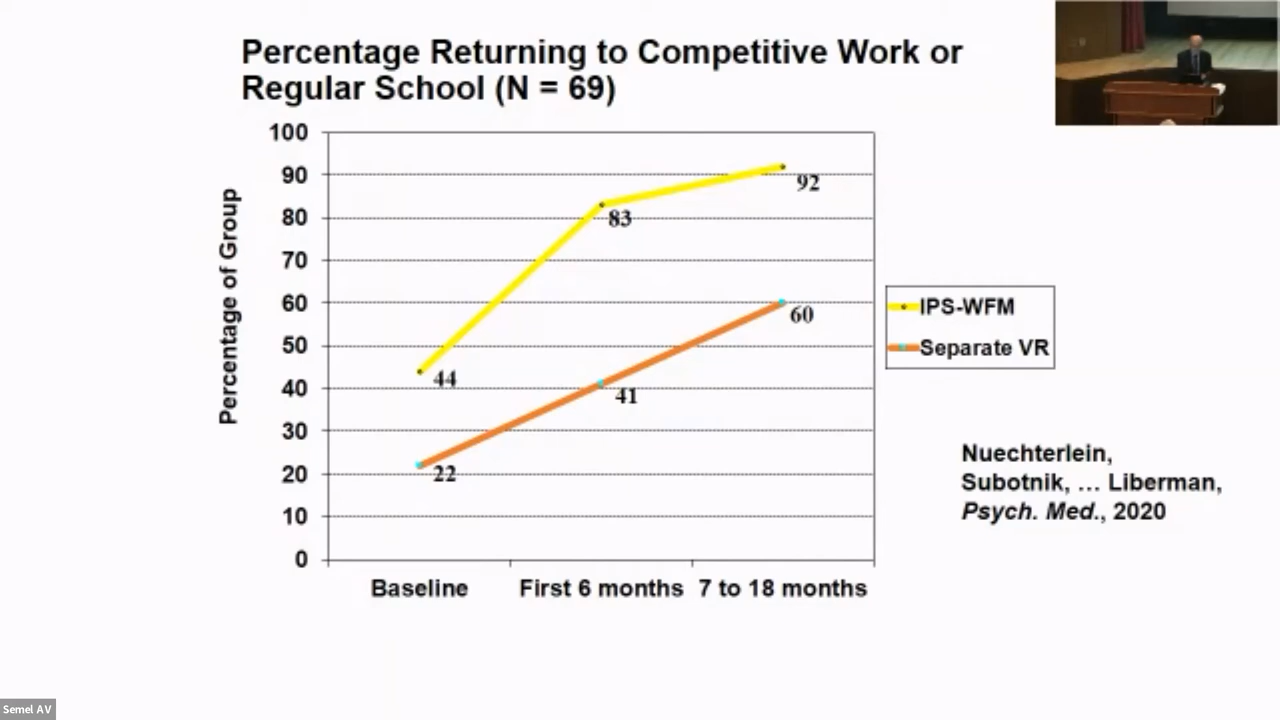 Percentage Returning to Competitive Work or
Regular School (N = 69)
Percentage of Group
100
90
80
70
60
50
40
30
20
10
0
44
83
92
22
41
60
Baseline
First 6 months
7 to 18 months
IPS-WFM
Separate VR
Nuechterlein,
Subotnik, … Liberman,
Psych. Med., 2020
Semel AV